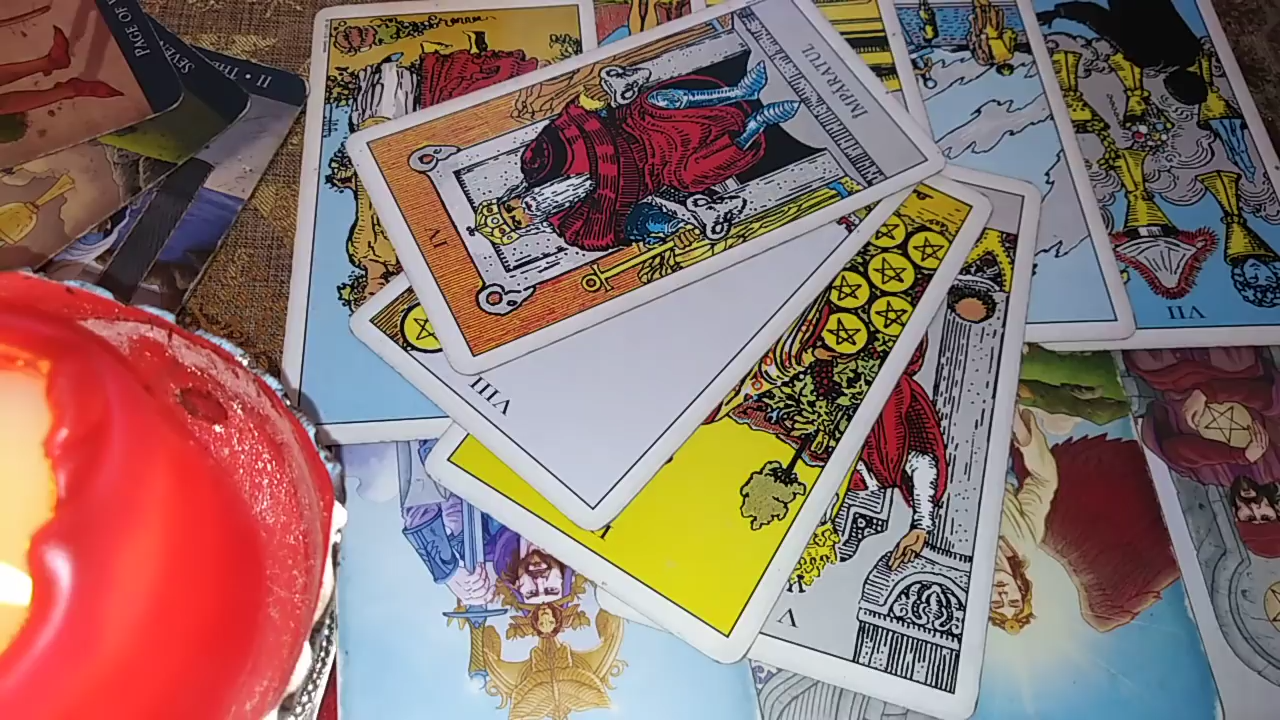 PAGE OF
SEVEN
II • THE
IMPARATUL
IV
VIII
VII
V